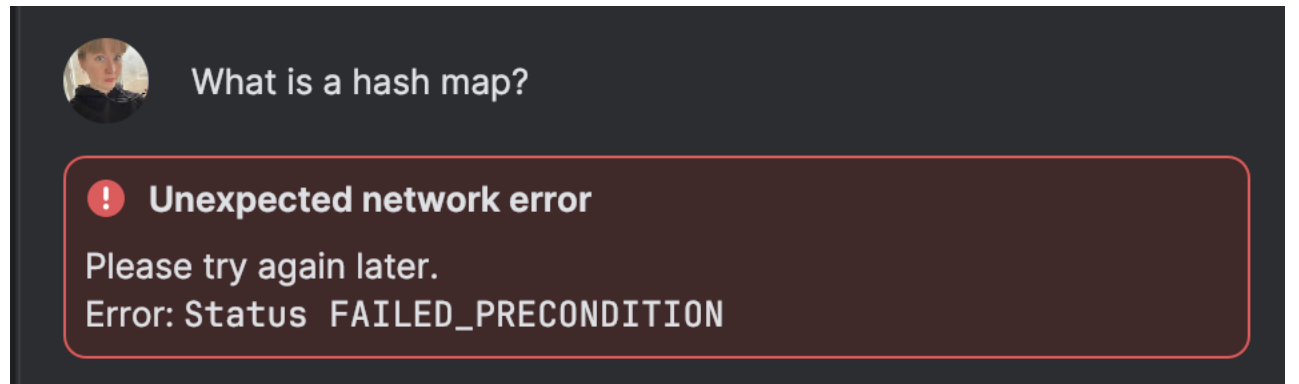 What is a hash map?
Unexpected network error
Please try again later.
Error: Status FAILED_PRECONDITION